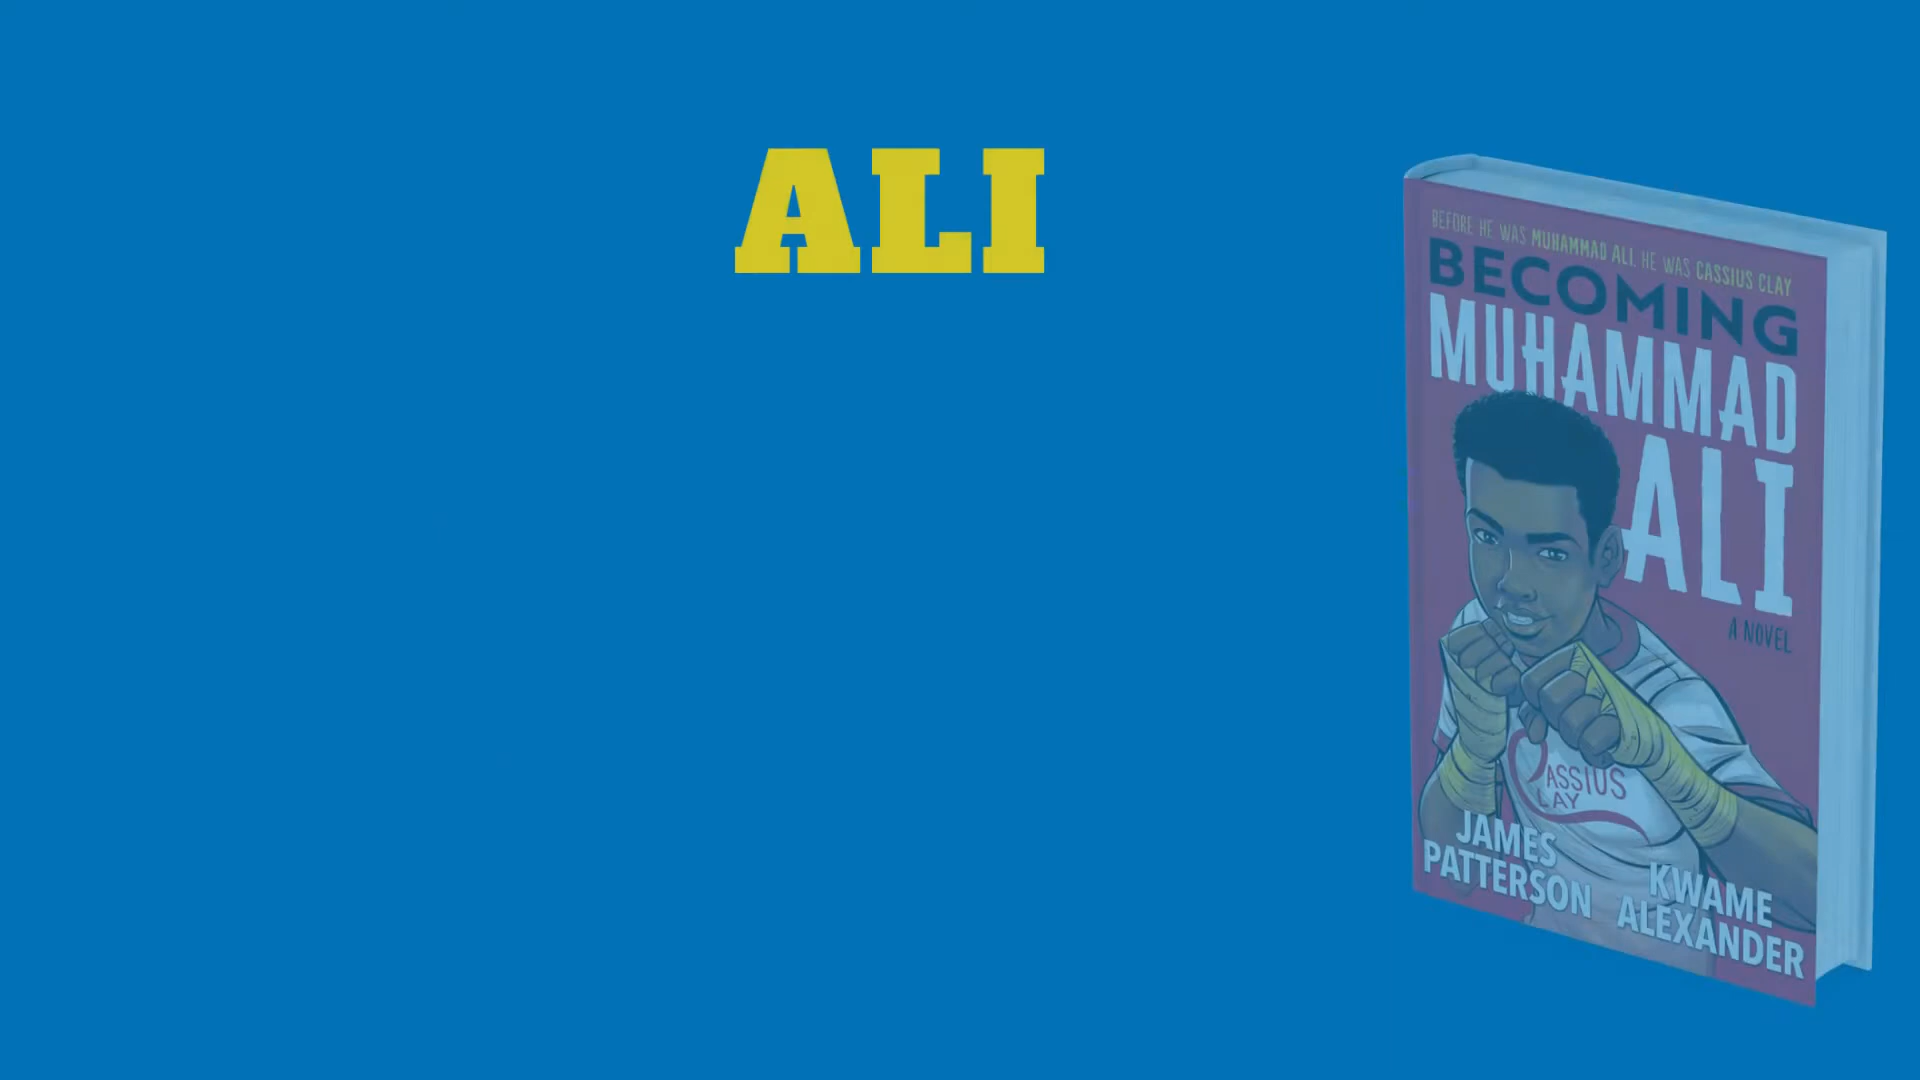 ALI
BEFORE HE WAS MUHAMMAD ALI, HE WAS CASSIUS CLAY
BECOMING
MUHAMMAD
ALI
A NOVEL
CASSIUS
CLAY
JAMES
PATTERSON
KWAME
ALEXANDER